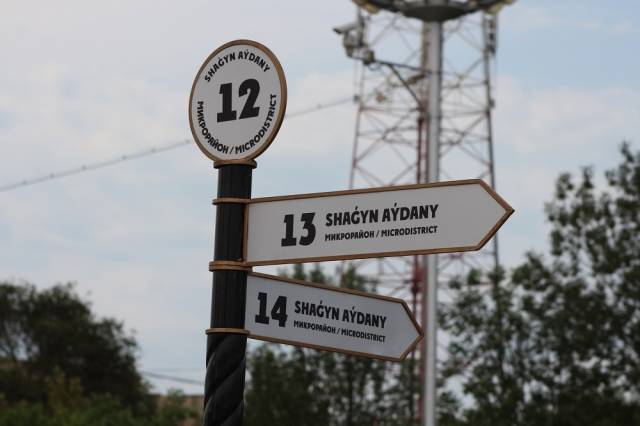 SHAǴYN AÝDANY
12
МИКРОРАЙОН / MICRODISTRICT
13 SHAǴYN AÝDANY
МИКРОРАЙОН / MICRODISTRICT
14 SHAǴYN AÝDANY
МИКРОРАЙОН / MICRODISTRICT